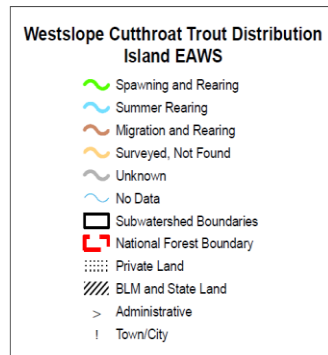 Westslope Cutthroat Trout Distribution
Island EAWS
Spawning and Rearing
Summer Rearing
Migration and Rearing
Surveyed, Not Found
Unknown
No Data
Subwatershed Boundaries
National Forest Boundary
Private Land
BLM and State Land
> Administrative
! Town/City